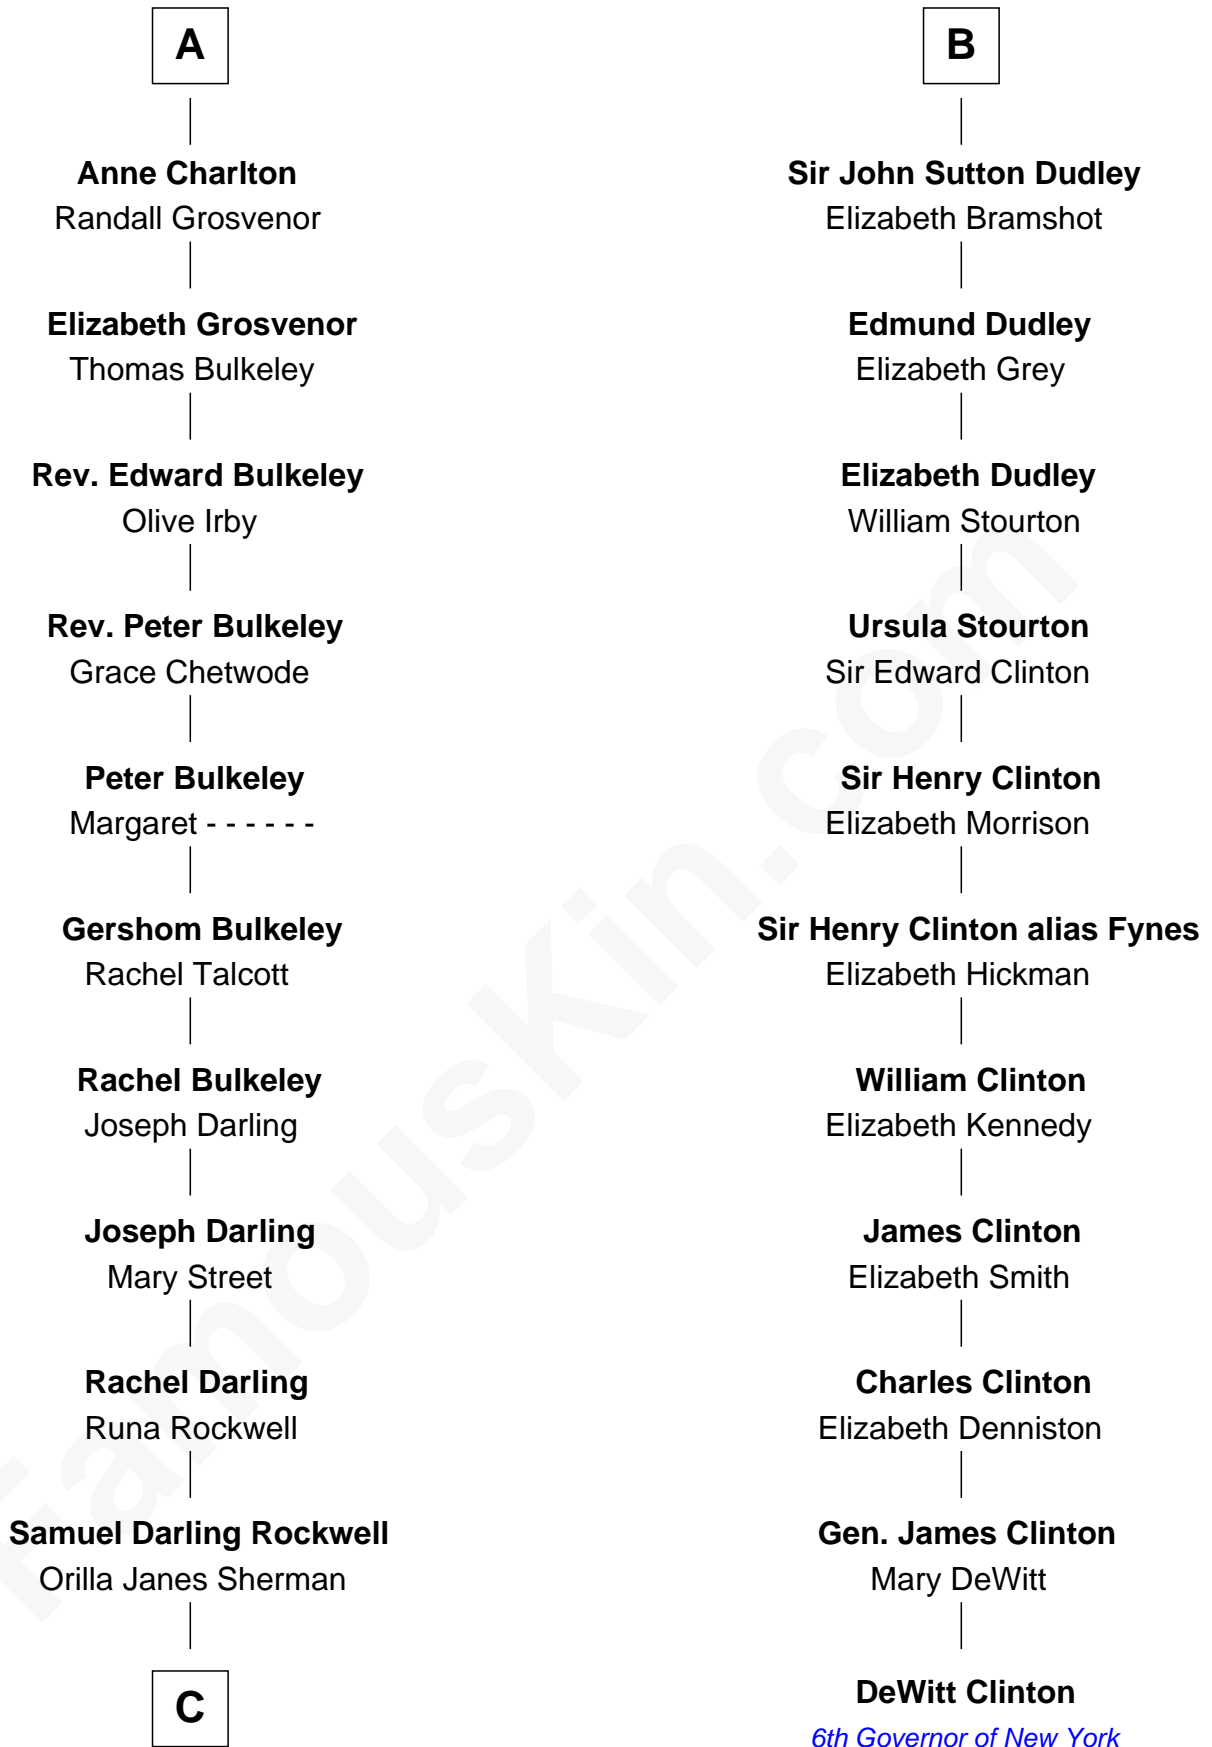 A
Anne Charlton
Randall Grosvenor
Elizabeth Grosvenor
Thomas Bulkeley
Rev. Edward Bulkeley
Olive Irby
Rev. Peter Bulkeley
Grace Chetwode
Peter Bulkeley
Margaret - - - - - -
Gershom Bulkeley
Rachel Talcott
Rachel Bulkeley
Joseph Darling
Joseph Darling
Mary Street
Rachel Darling
Runa Rockwell
Samuel Darling Rockwell
Orilla Janes Sherman
C
B
Sir John Sutton Dudley
Elizabeth Bramshot
Edmund Dudley
Elizabeth Grey
Elizabeth Dudley
William Stourton
Ursula Stourton
Sir Edward Clinton
Sir Henry Clinton
Elizabeth Morrison
Sir Henry Clinton alias Fynes
Elizabeth Hickman
William Clinton
Elizabeth Kennedy
James Clinton
Elizabeth Smith
Charles Clinton
Elizabeth Denniston
Gen. James Clinton
Mary DeWitt
DeWitt Clinton
6th Governor of New York
FamousKin.com